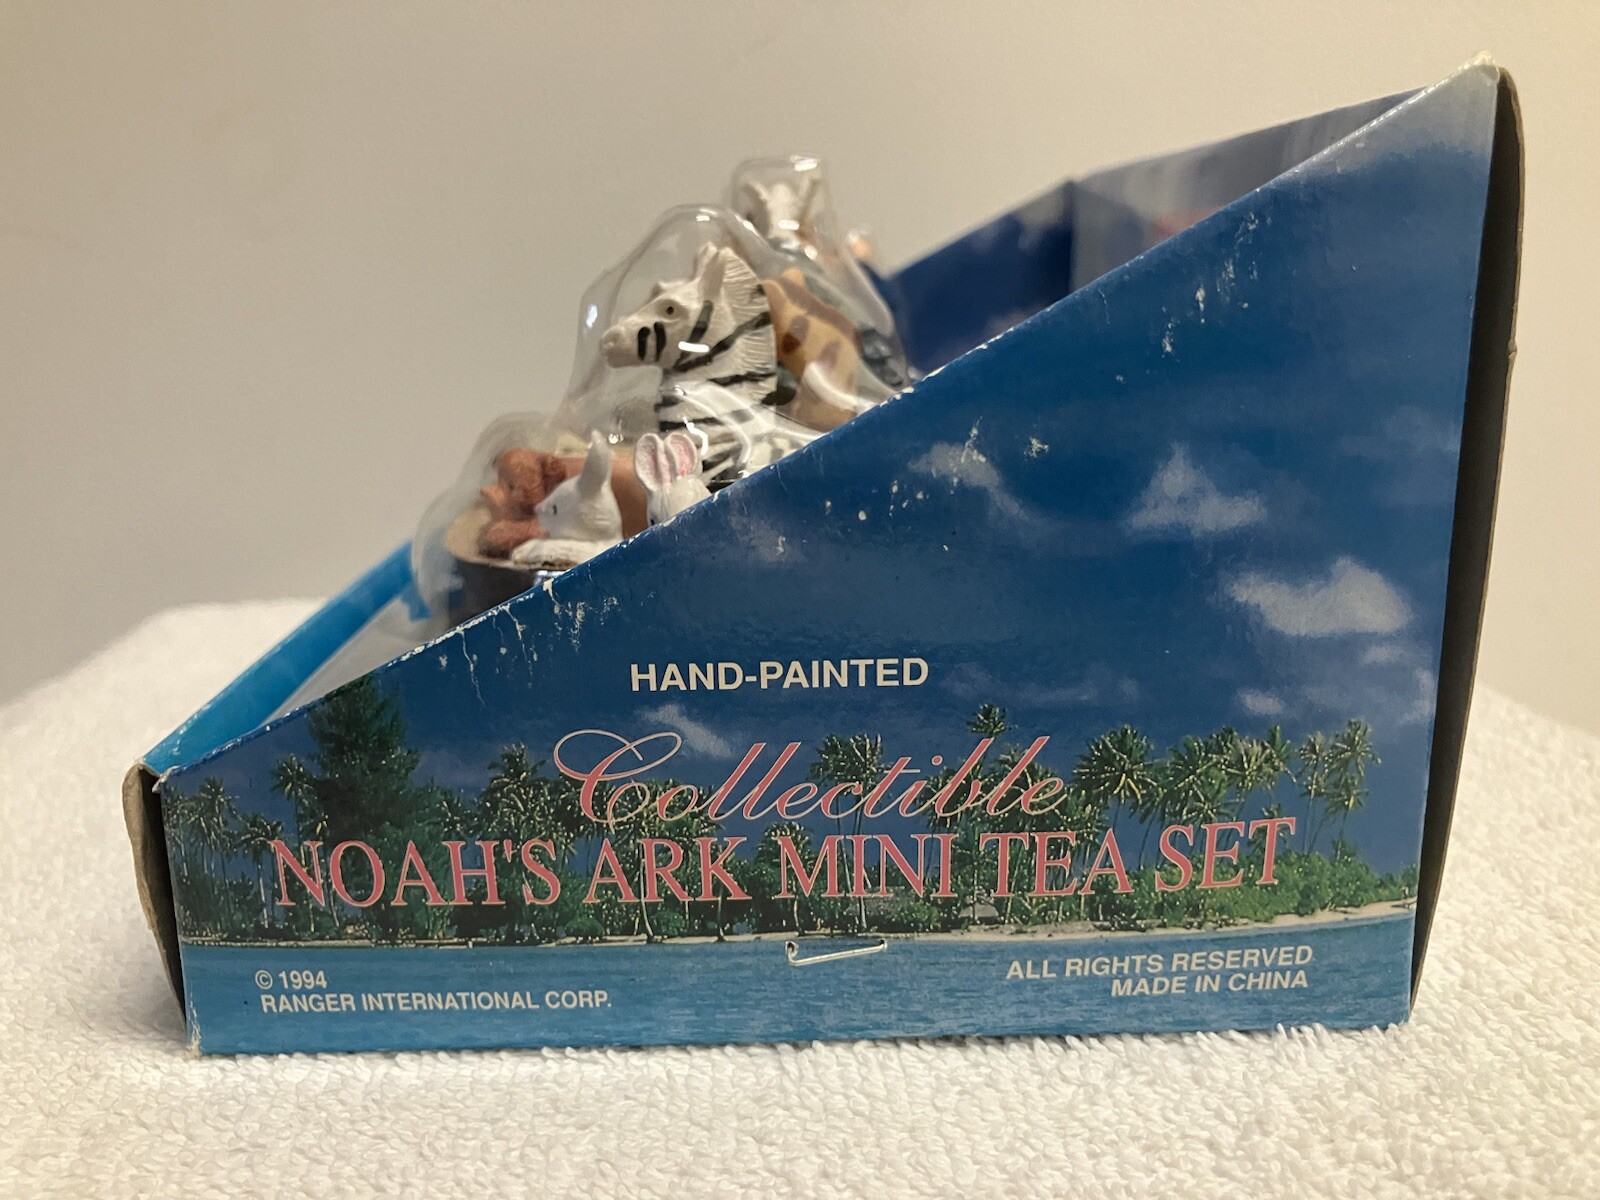 HAND-PAINTED
Collectible
NOAH'S ARK MINI TEA SET
© 1994
RANGER INTERNATIONAL CORP.
ALL RIGHTS RESERVED
MADE IN CHINA